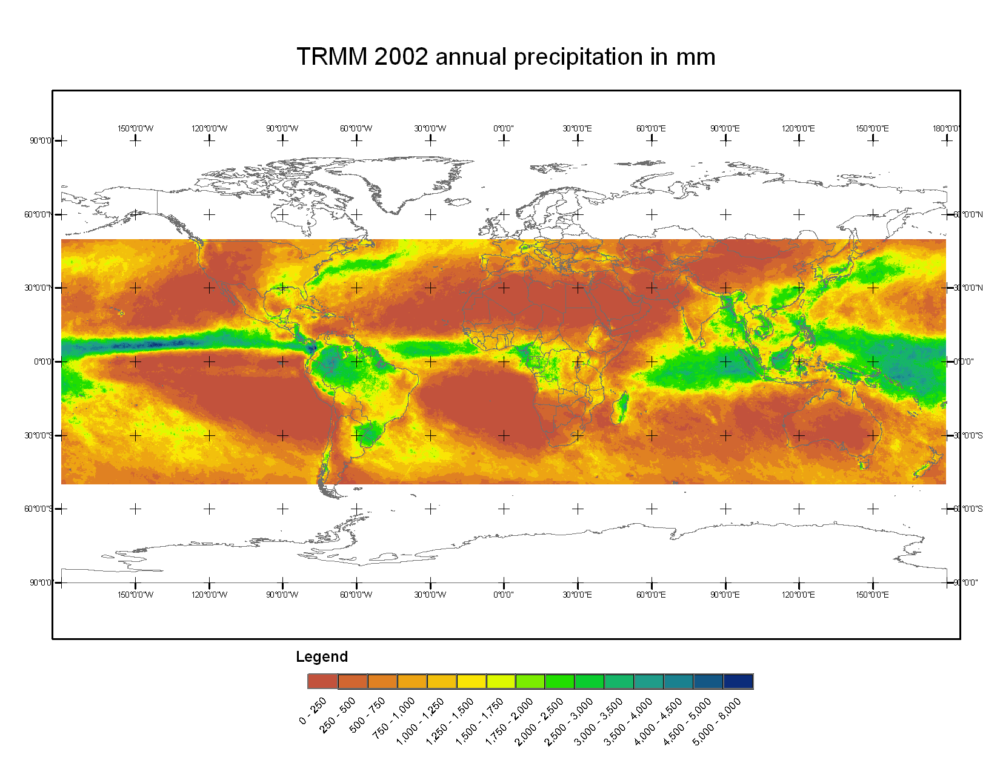 TRMM 2002 annual precipitation in mm
150°0'0"W 120°0'0"W 90°0'0"W 60°0'0"W 30°0'0"W 0°0'0" 30°0'0"E 60°0'0"E 90°0'0"E 120°0'0"E 150°0'0"E 180°0'0"
90°0'0"
60°0'0"N 60°0'0"N
30°0'0"N 30°0'0"N
0°0'0" 0°0'0"
30°0'0"S 30°0'0"S
60°0'0"S 60°0'0"S
90°0'0" 90°0'0"
150°0'0"W 120°0'0"W 90°0'0"W 60°0'0"W 30°0'0"W 0°0'0" 30°0'0"E 60°0'0"E 90°0'0"E 120°0'0"E 150°0'0"E
Legend
0 - 250
250 - 500
500 - 750
750 - 1,000
1,000 - 1,250
1,250 - 1,500
1,500 - 1,750
1,750 - 2,000
2,000 - 2,500
2,500 - 3,000
3,000 - 3,500
3,500 - 4,000
4,000 - 4,500
4,500 - 5,000
5,000 - 8,000